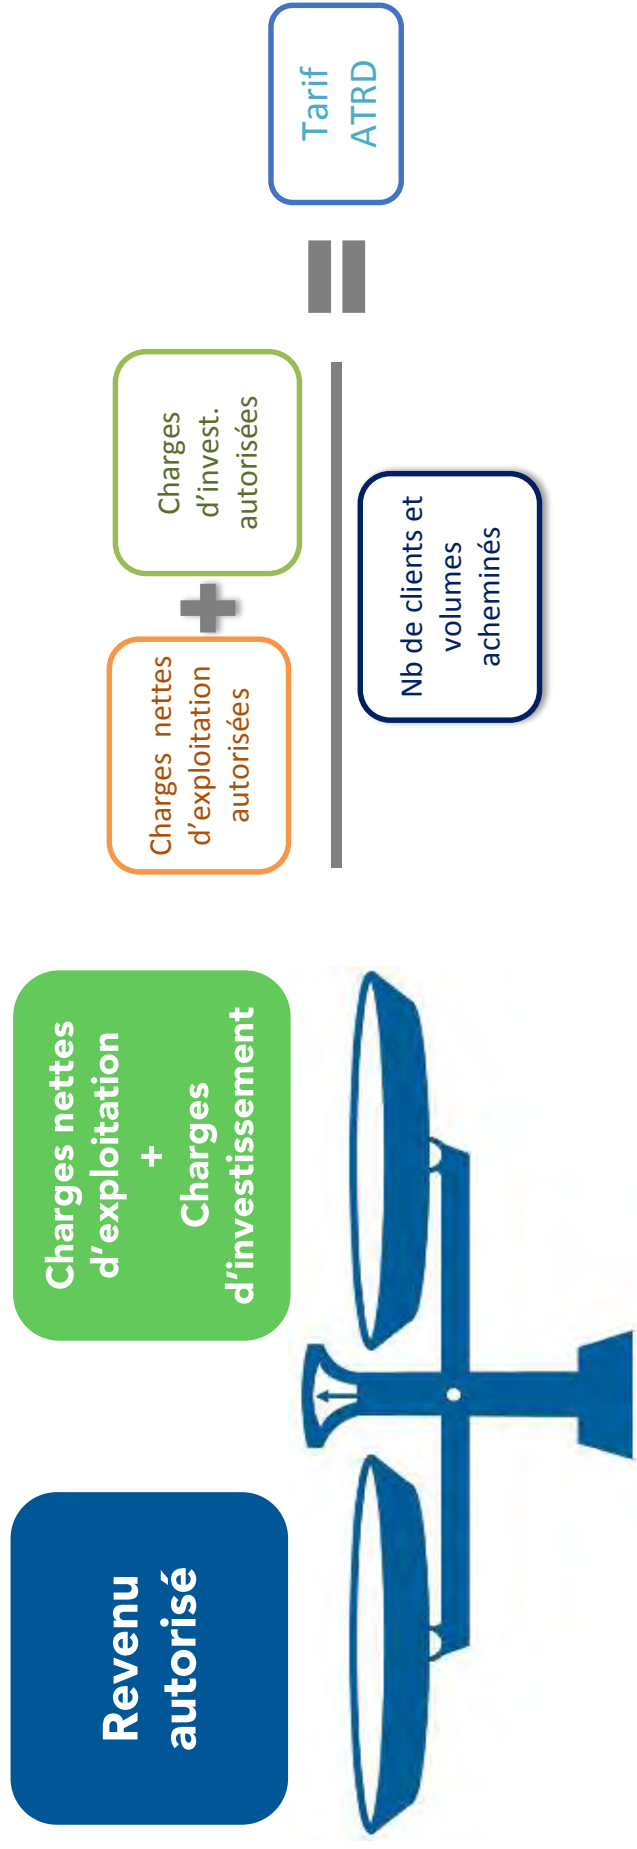 Revenu
autorisé
Charges nettes
d'exploitation
+
Charges
d'investissement
Charges nettes
d'exploitation
autorisées
Charges
d'invest.
autorisées
Nb de clients et
volumes
acheminés
Tarif
ATRD